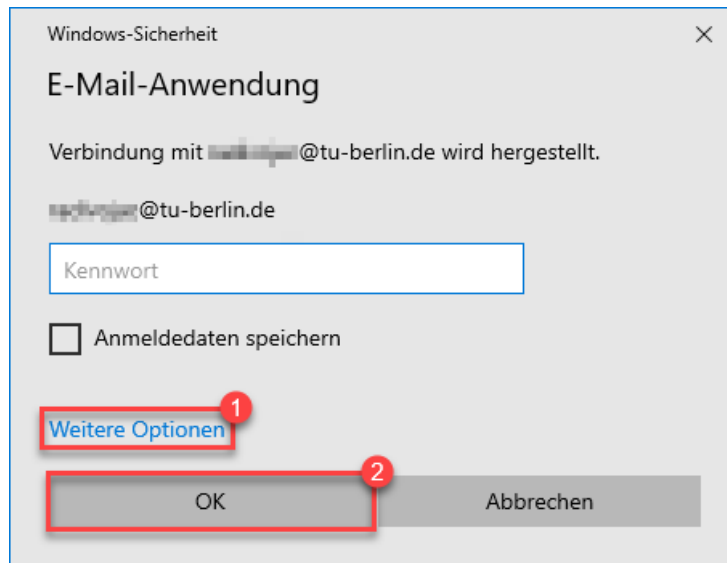 Windows-Sicherheit
E-Mail-Anwendung
Verbindung mit @tu-berlin.de wird hergestellt.
@tu-berlin.de
Kennwort
Anmeldedaten speichern
1
Weitere Optionen
2
OK Abbrechen